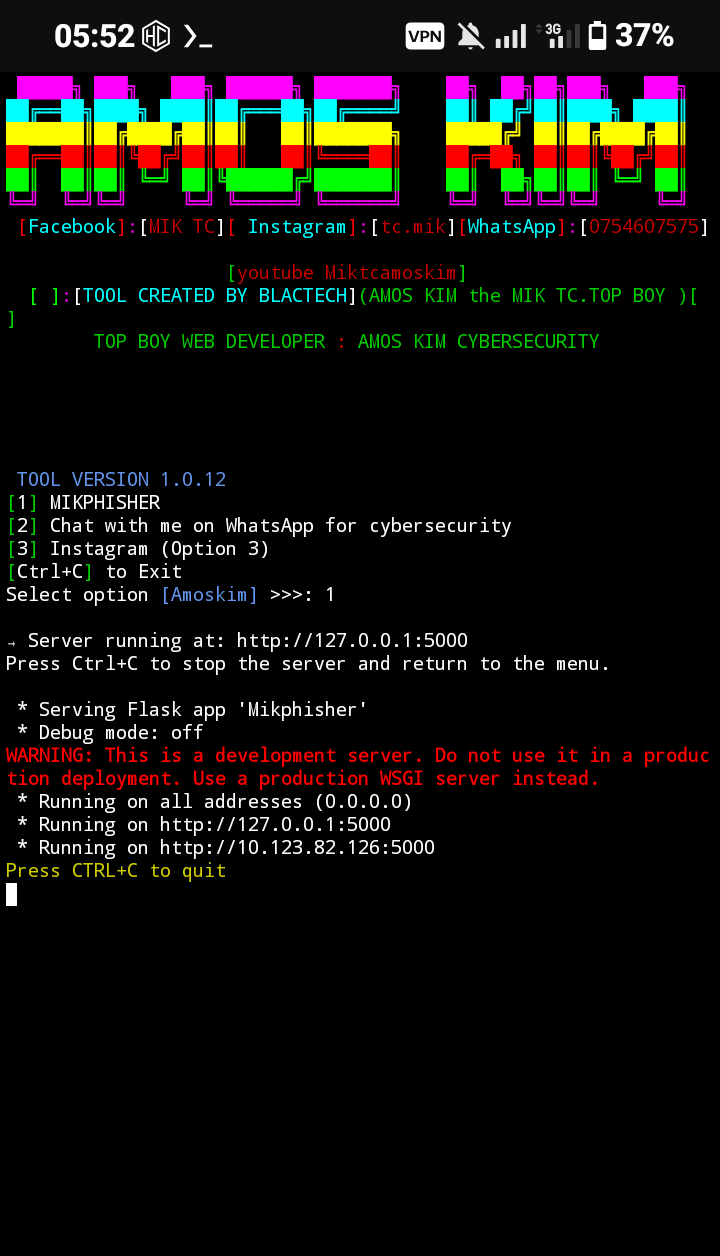 05:52 HC VPN 3G 37%
AMOS KIM
[Facebook]:[MIK TC][ Instagram]:[tc.mik][WhatsApp]:[0754607575]
[youtube Miktcamoskim]
[ ]:[TOOL CREATED BY BLACTECH](AMOS KIM the MIK TC.TOP BOY )[
]
TOP BOY WEB DEVELOPER : AMOS KIM CYBERSECURITY
TOOL VERSION 1.0.12
[1] MIKPHISHER
[2] Chat with me on WhatsApp for cybersecurity
[3] Instagram (Option 3)
[Ctrl+C] to Exit
Select option [Amoskim] >>>: 1
→ Server running at: http://127.0.0.1:5000
Press Ctrl+C to stop the server and return to the menu.
* Serving Flask app 'Mikphisher'
* Debug mode: off
WARNING: This is a development server. Do not use it in a produc
tion deployment. Use a production WSGI server instead.
* Running on all addresses (0.0.0.0)
* Running on http://127.0.0.1:5000
* Running on http://10.123.82.126:5000
Press CTRL+C to quit